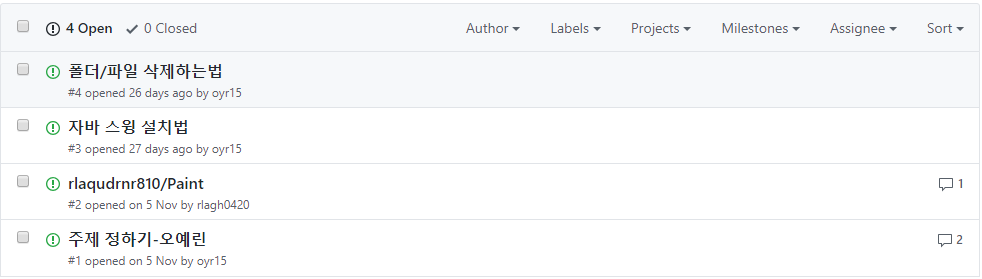 4 Open 0 Closed Author Labels Projects Milestones Assignee Sort
폴더/파일 삭제하는법
#4 opened 26 days ago by oyr15
자바 스윙 설치법
#3 opened 27 days ago by oyr15
rlaqudrnr810/Paint 1
#2 opened on 5 Nov by rlagh0420
주제 정하기-오예린 2
#1 opened on 5 Nov by oyr15